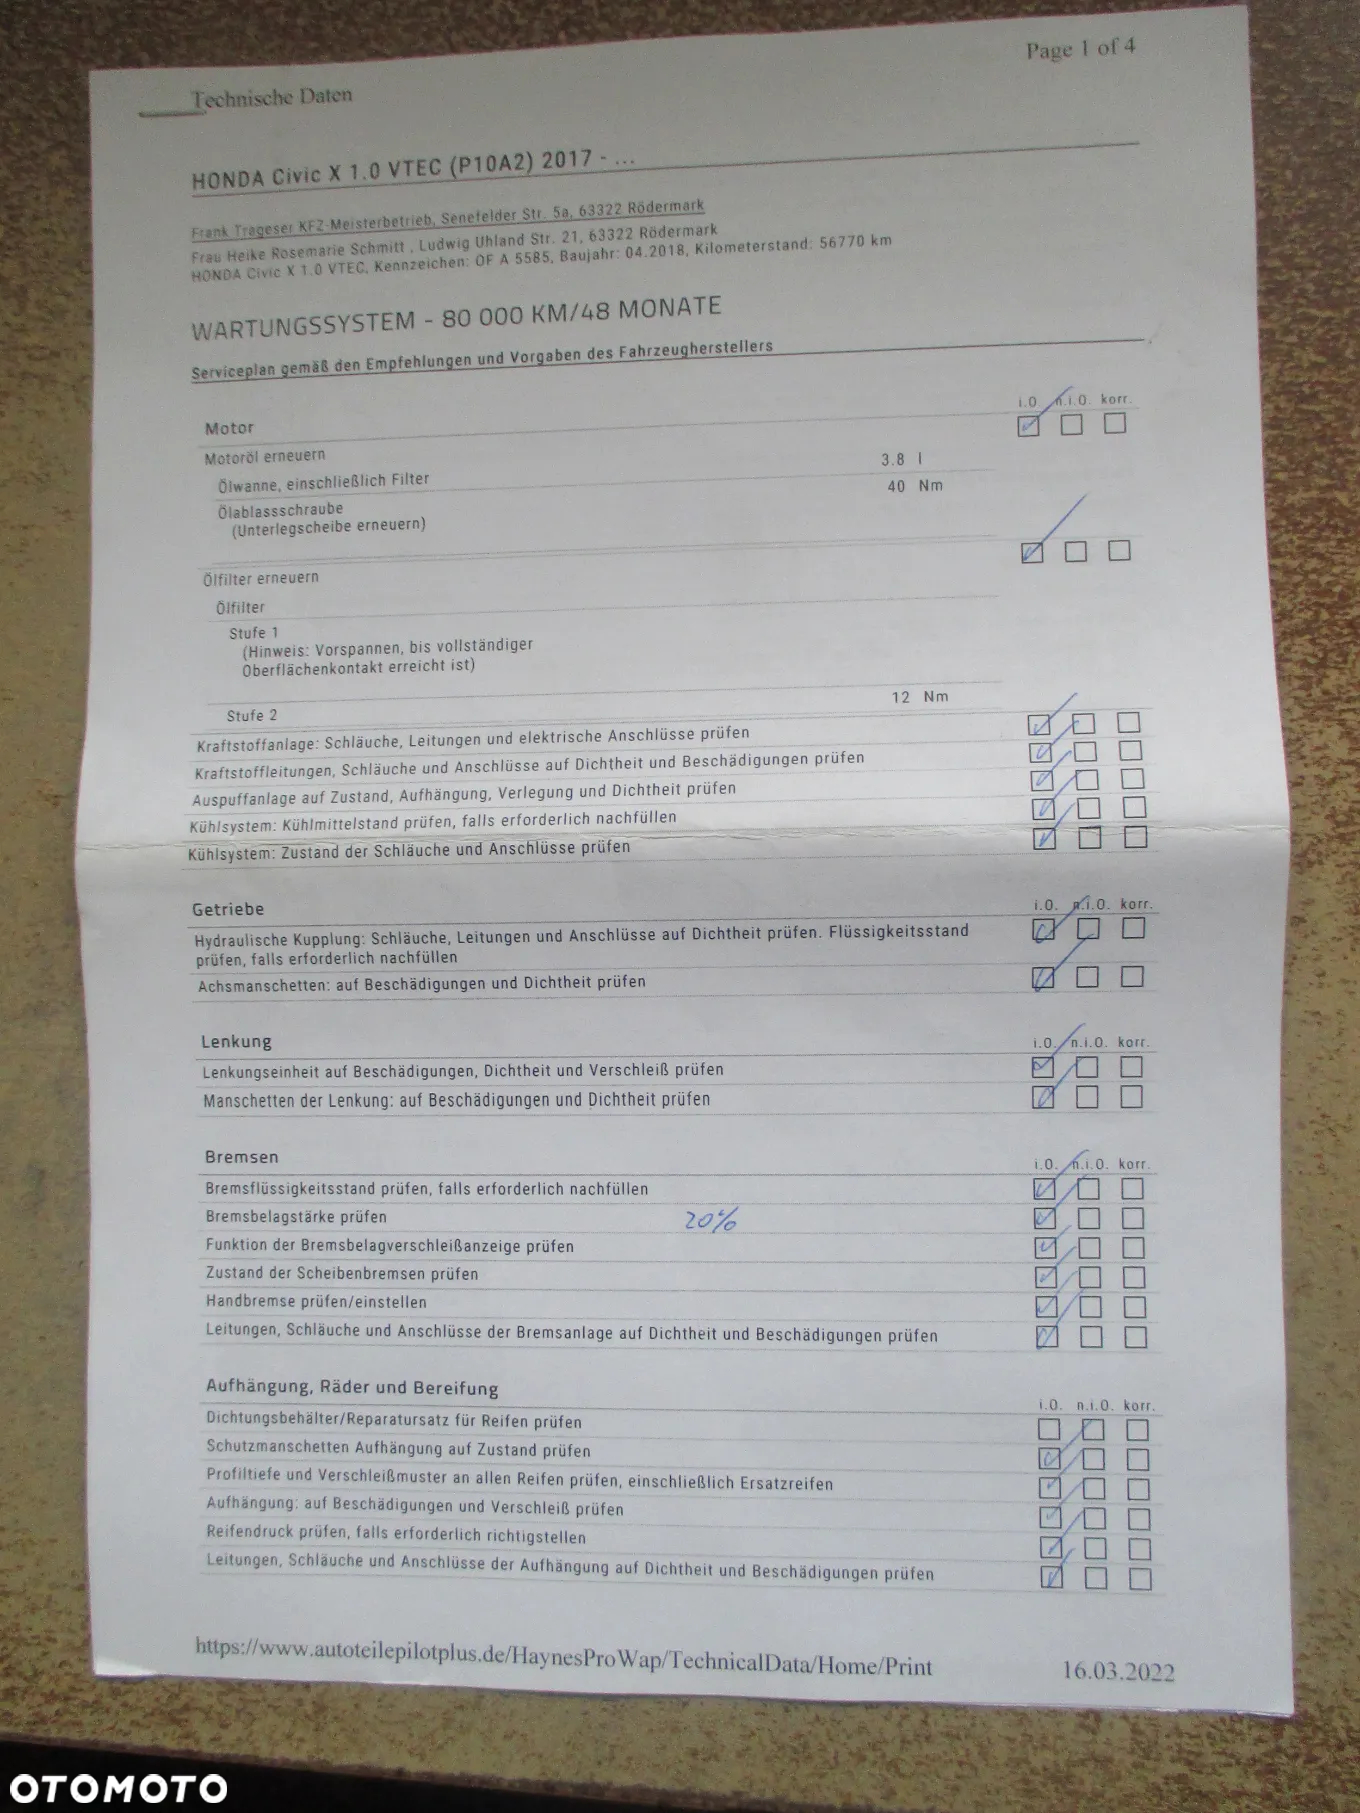 Page 1 of 4
Technische Daten
HONDA Civic X 1.0 VTEC (P10A2) 2017 - ...
Frank Trageser KFZ-Meisterbetrieb, Senefelder Str. 5a, 63322 Rödermark
Frau Heike Rosemarie Schmitt , Ludwig Uhland Str. 21, 63322 Rödermark
HONDA Civic X 1.0 VTEC, Kennzeichen: OF A 5585, Baujahr: 04.2018, Kilometerstand: 56770 km
WARTUNGSSYSTEM - 80 000 KM/48 MONATE
Serviceplan gemäß den Empfehlungen und Vorgaben des Fahrzeugherstellers
Motor i.O. n.i.O. korr.
Motoröl erneuern
Ölwanne, einschließlich Filter 3.8 l
Ölablassschraube 40 Nm
(Unterlegscheibe erneuern)
Ölfilter erneuern
Ölfilter
Stufe 1
(Hinweis: Vorspannen, bis vollständiger
Oberflächenkontakt erreicht ist)
Stufe 2 12 Nm
Kraftstoffanlage: Schläuche, Leitungen und elektrische Anschlüsse prüfen
Kraftstoffleitungen, Schläuche und Anschlüsse auf Dichtheit und Beschädigungen prüfen
Auspuffanlage auf Zustand, Aufhängung, Verlegung und Dichtheit prüfen
Kühlsystem: Kühlmittelstand prüfen, falls erforderlich nachfüllen
Kühlsystem: Zustand der Schläuche und Anschlüsse prüfen
Getriebe i.O. n.i.O. korr.
Hydraulische Kupplung: Schläuche, Leitungen und Anschlüsse auf Dichtheit prüfen. Flüssigkeitsstand
prüfen, falls erforderlich nachfüllen
Achsmanschetten: auf Beschädigungen und Dichtheit prüfen
Lenkung i.O. n.i.O. korr.
Lenkungseinheit auf Beschädigungen, Dichtheit und Verschleiß prüfen
Manschetten der Lenkung: auf Beschädigungen und Dichtheit prüfen
Bremsen i.O. n.i.O. korr.
Bremsflüssigkeitsstand prüfen, falls erforderlich nachfüllen
Bremsbelagstärke prüfen 20%
Funktion der Bremsbelagverschleißanzeige prüfen
Zustand der Scheibenbremsen prüfen
Handbremse prüfen/einstellen
Leitungen, Schläuche und Anschlüsse der Bremsanlage auf Dichtheit und Beschädigungen prüfen
Aufhängung, Räder und Bereifung i.O. n.i.O. korr.
Dichtungsbehälter/Reparatursatz für Reifen prüfen
Schutzmanschetten Aufhängung auf Zustand prüfen
Profiltiefe und Verschleißmuster an allen Reifen prüfen, einschließlich Ersatzreifen
Aufhängung: auf Beschädigungen und Verschleiß prüfen
Reifendruck prüfen, falls erforderlich richtigstellen
Leitungen, Schläuche und Anschlüsse der Aufhängung auf Dichtheit und Beschädigungen prüfen
https://www.autoteilepilotplus.de/HaynesProWap/TechnicalData/Home/Print 16.03.2022
OTOMOTO